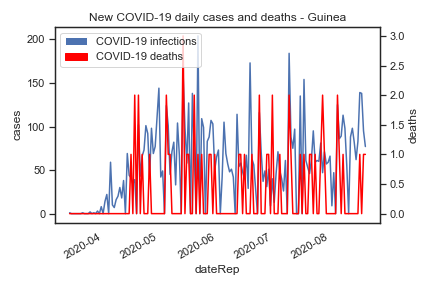 New COVID-19 daily cases and deaths - Guinea
COVID-19 infections
COVID-19 deaths
200
150
100
50
0
cases
3.0
2.5
2.0
1.5
1.0
0.5
0.0
deaths
2020-04
2020-05
2020-06
2020-07
2020-08
dateRep